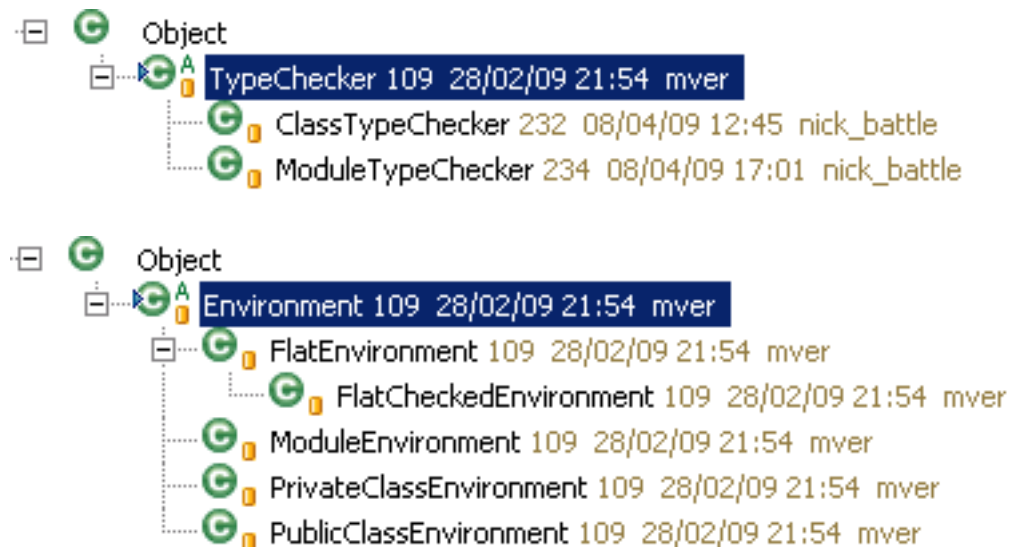 Object
TypeChecker 109 28/02/09 21:54 mver
ClassTypeChecker 232 08/04/09 12:45 nick_battle
ModuleTypeChecker 234 08/04/09 17:01 nick_battle
Object
Environment 109 28/02/09 21:54 mver
FlatEnvironment 109 28/02/09 21:54 mver
FlatCheckedEnvironment 109 28/02/09 21:54 mver
ModuleEnvironment 109 28/02/09 21:54 mver
PrivateClassEnvironment 109 28/02/09 21:54 mver
PublicClassEnvironment 109 28/02/09 21:54 mver